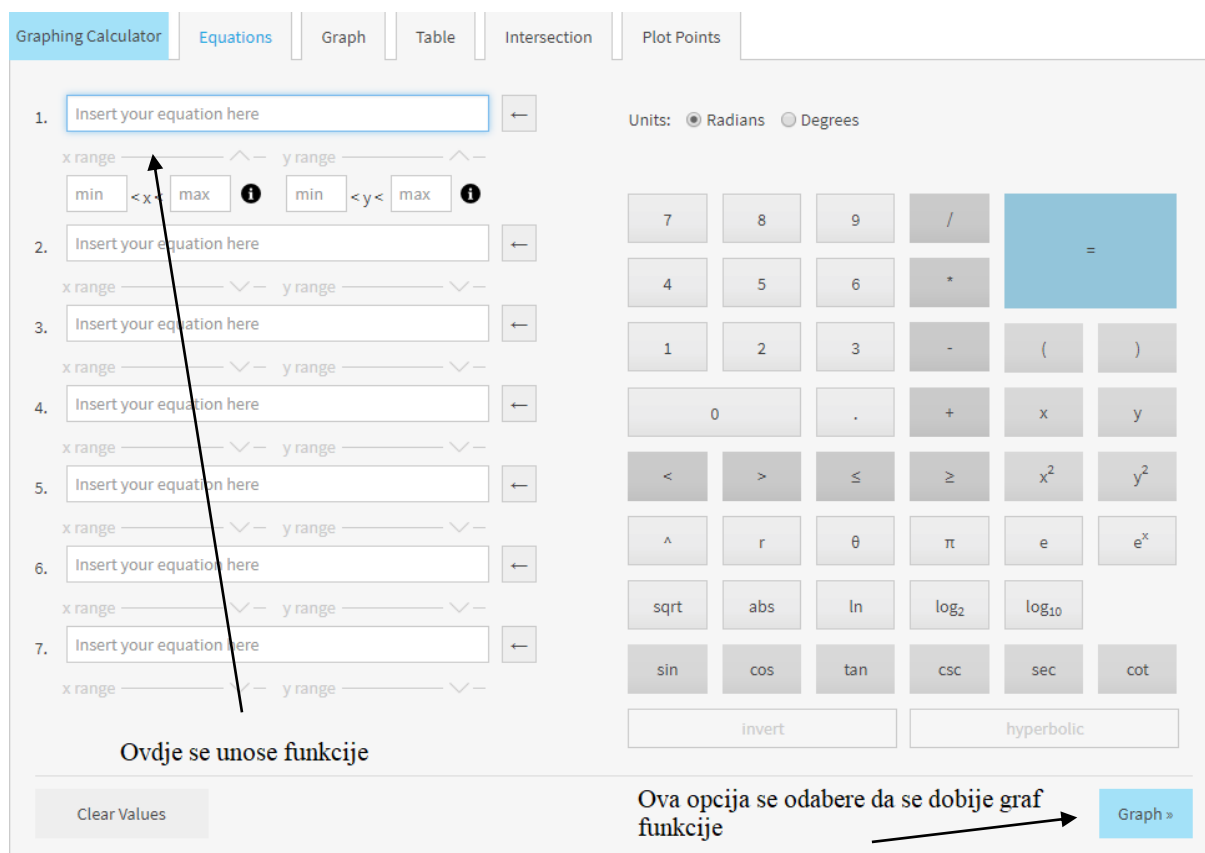 Graphing Calculator Equations Graph Table Intersection Plot Points
1. Insert your equation here ←
x range y range
min < x < max i min < y < max i
2. Insert your equation here ←
x range y range
3. Insert your equation here ←
x range y range
4. Insert your equation here ←
x range y range
5. Insert your equation here ←
x range y range
6. Insert your equation here ←
x range y range
7. Insert your equation here ←
x range y range
Ovdje se unose funkcije
Clear Values
Units: Radians Degrees
7 8 9 / =
4 5 6 *
1 2 3 - ( )
0 . + x y
< > ≤ ≥ x² y²
^ r θ π e eˣ
sqrt abs ln log₂ log₁₀
sin cos tan csc sec cot
invert hyperbolic
Ova opcija se odabere da se dobije graf
funkcije
Graph »